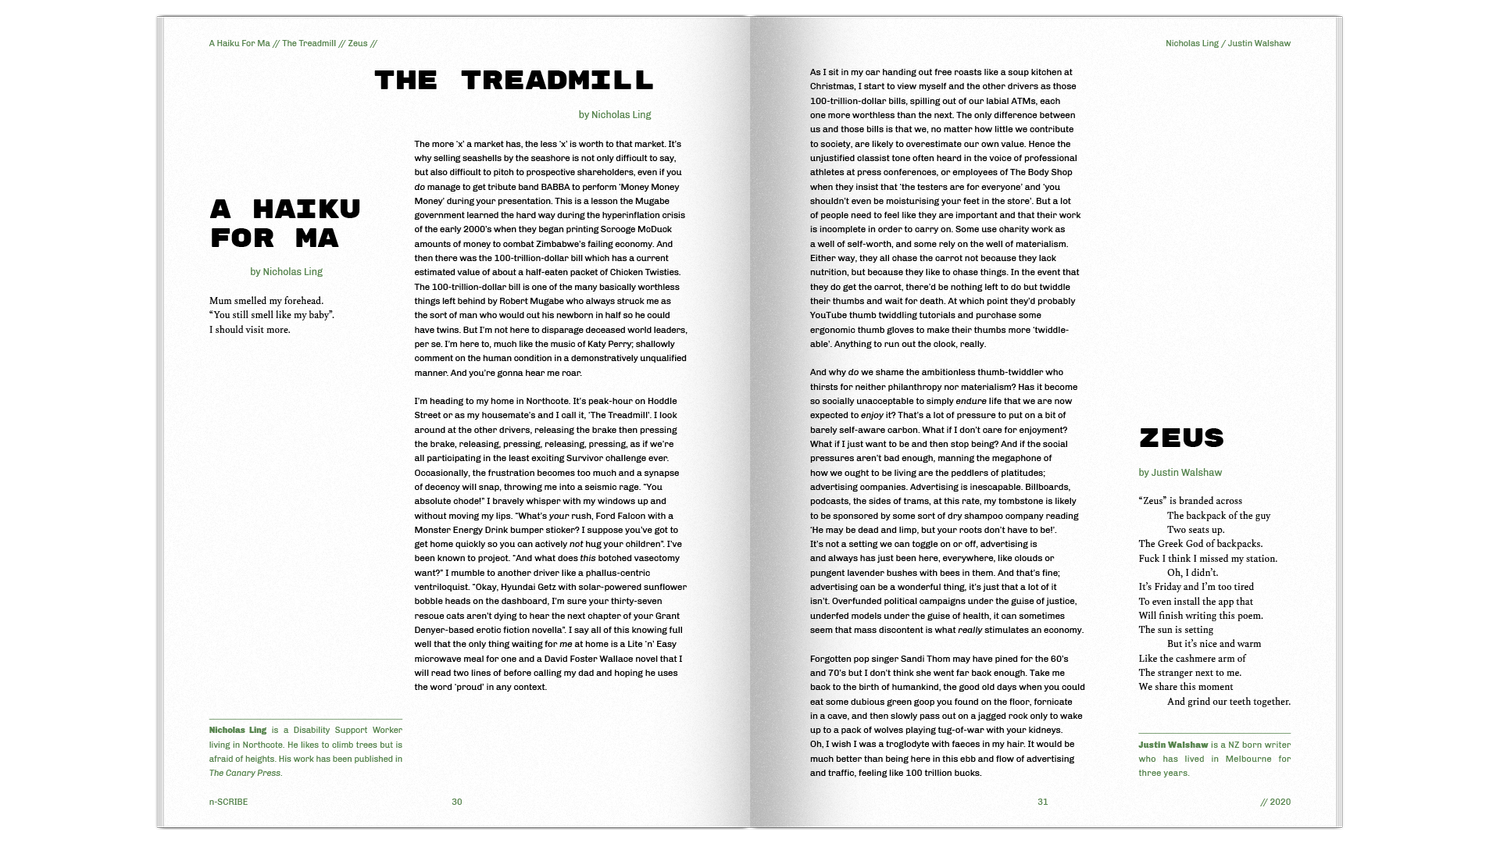 A Haiku For Ma // The Treadmill // Zeus //
THE TREADMILL
by Nicholas Ling
A HAIKU
FOR MA
by Nicholas Ling
Mum smelled my forehead.
“You still smell like my baby”.
I should visit more.
The more ‘x’ a market has, the less ‘x’ is worth to that market. It’s
why selling seashells by the seashore is not only difficult to say,
but also difficult to pitch to prospective shareholders, even if you
do manage to get tribute band BABBA to perform ‘Money Money
Money’ during your presentation. This is a lesson the Mugabe
government learned the hard way during the hyperinflation crisis
of the early 2000’s when they began printing Scrooge McDuck
amounts of money to combat Zimbabwe’s failing economy. And
then there was the 100-trillion-dollar bill which has a current
estimated value of about a half-eaten packet of Chicken Twisties.
The 100-trillion-dollar bill is one of the many basically worthless
things left behind by Robert Mugabe who always struck me as
the sort of man who would cut his newborn in half so he could
have twins. But I’m not here to disparage deceased world leaders,
per se. I’m here to, much like the music of Katy Perry; shallowly
comment on the human condition in a demonstratively unqualified
manner. And you’re gonna hear me roar.
I’m heading to my home in Northcote. It’s peak-hour on Hoddle
Street or as my housemate’s and I call it, ‘The Treadmill’. I look
around at the other drivers, releasing the brake then pressing
the brake, releasing, pressing, releasing, pressing, as if we’re
all participating in the least exciting Survivor challenge ever.
Occasionally, the frustration becomes too much and a synapse
of decency will snap, throwing me into a seismic rage. “You
absolute chode!” I bravely whisper with my windows up and
without moving my lips. “What’s your rush, Ford Falcon with a
Monster Energy Drink bumper sticker? I suppose you’ve got to
get home quickly so you can actively not hug your children”. I’ve
been known to project. “And what does this botched vasectomy
want?” I mumble to another driver like a phallus-centric
ventriloquist. “Okay, Hyundai Getz with solar-powered sunflower
bobble heads on the dashboard, I’m sure your thirty-seven
rescue cats aren’t dying to hear the next chapter of your Grant
Denyer-based erotic fiction novella”. I say all of this knowing full
well that the only thing waiting for me at home is a Lite ‘n’ Easy
microwave meal for one and a David Foster Wallace novel that I
will read two lines of before calling my dad and hoping he uses
the word ‘proud’ in any context.
Nicholas Ling is a Disability Support Worker
living in Northcote. He likes to climb trees but is
afraid of heights. His work has been published in
The Canary Press.
n-SCRIBE
30
Nicholas Ling / Justin Walshaw
As I sit in my car handing out free roasts like a soup kitchen at
Christmas, I start to view myself and the other drivers as those
100-trillion-dollar bills, spilling out of our labial ATMs, each
one more worthless than the next. The only difference between
us and those bills is that we, no matter how little we contribute
to society, are likely to overestimate our own value. Hence the
unjustified classist tone often heard in the voice of professional
athletes at press conferences, or employees of The Body Shop
when they insist that ‘the testers are for everyone’ and ‘you
shouldn’t even be moisturising your feet in the store’. But a lot
of people need to feel like they are important and that their work
is incomplete in order to carry on. Some use charity work as
a well of self-worth, and some rely on the well of materialism.
Either way, they all chase the carrot not because they lack
nutrition, but because they like to chase things. In the event that
they do get the carrot, there’d be nothing left to do but twiddle
their thumbs and wait for death. At which point they’d probably
YouTube thumb twiddling tutorials and purchase some
ergonomic thumb gloves to make their thumbs more ‘twiddle-
able’. Anything to run out the clock, really.
And why do we shame the ambitionless thumb-twiddler who
thirsts for neither philanthropy nor materialism? Has it become
so socially unacceptable to simply endure life that we are now
expected to enjoy it? That’s a lot of pressure to put on a bit of
barely self-aware carbon. What if I don’t care for enjoyment?
What if I just want to be and then stop being? And if the social
pressures aren’t bad enough, manning the megaphone of
how we ought to be living are the peddlers of platitudes;
advertising companies. Advertising is inescapable. Billboards,
podcasts, the sides of trams, at this rate, my tombstone is likely
to be sponsored by some sort of dry shampoo company reading
‘He may be dead and limp, but your roots don’t have to be!’.
It’s not a setting we can toggle on or off, advertising is
and always has just been here, everywhere, like clouds or
pungent lavender bushes with bees in them. And that’s fine;
advertising can be a wonderful thing, it’s just that a lot of it
isn’t. Overfunded political campaigns under the guise of justice,
underfed models under the guise of health, it can sometimes
seem that mass discontent is what really stimulates an economy.
Forgotten pop singer Sandi Thom may have pined for the 60’s
and 70’s but I don’t think she went far back enough. Take me
back to the birth of humankind, the good old days when you could
eat some dubious green goop you found on the floor, fornicate
in a cave, and then slowly pass out on a jagged rock only to wake
up to a pack of wolves playing tug-of-war with your kidneys.
Oh, I wish I was a troglodyte with faeces in my hair. It would be
much better than being here in this ebb and flow of advertising
and traffic, feeling like 100 trillion bucks.
ZEUS
by Justin Walshaw
“Zeus” is branded across
The backpack of the guy
Two seats up.
The Greek God of backpacks.
Fuck I think I missed my station.
Oh, I didn’t.
It’s Friday and I’m too tired
To even install the app that
Will finish writing this poem.
The sun is setting
But it’s nice and warm
Like the cashmere arm of
The stranger next to me.
We share this moment
And grind our teeth together.
Justin Walshaw is a NZ born writer
who has lived in Melbourne for
three years.
31
// 2020